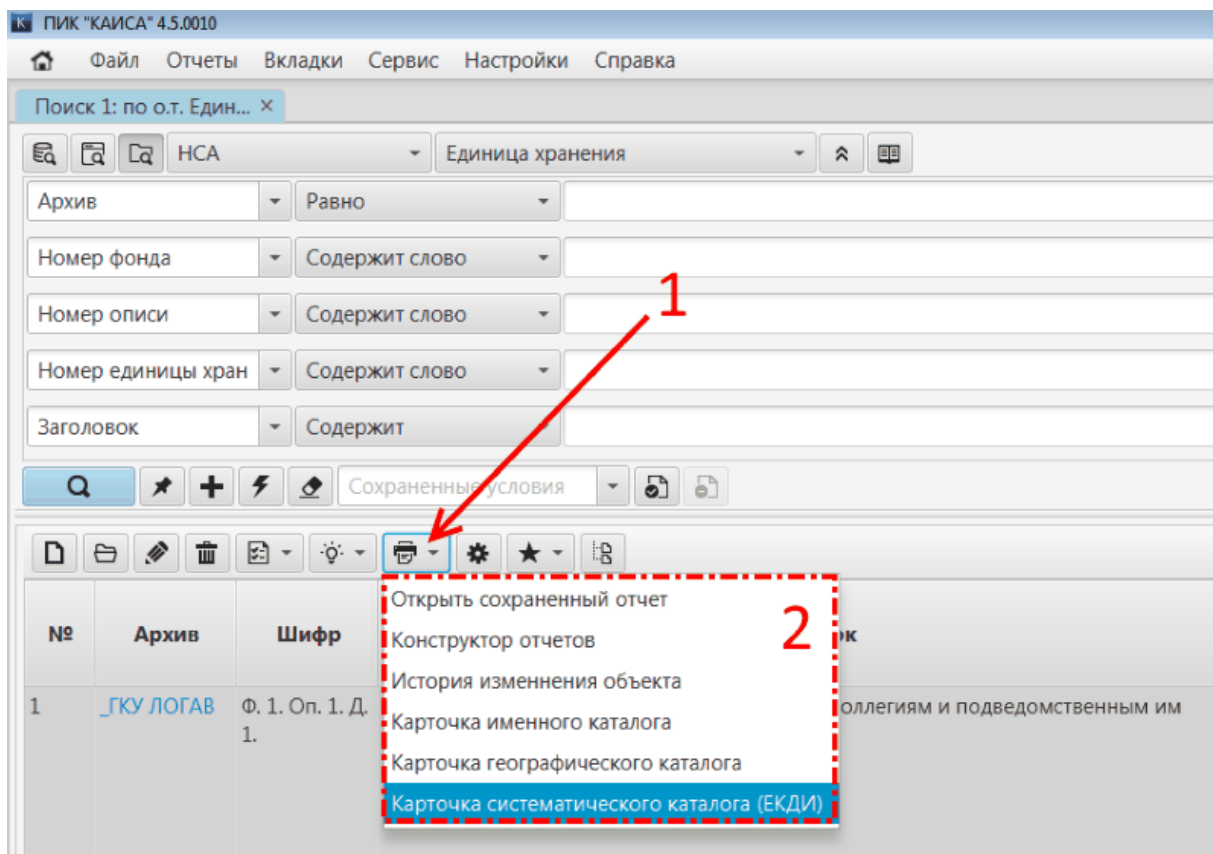 ПИК "КАИСА" 4.5.0010
Файл Отчеты Вкладки Сервис Настройки Справка
Поиск 1: по о.т. Един... ×
НСА Единица хранения
Архив Равно
Номер фонда Содержит слово
1
Номер описи Содержит слово
Номер единицы хран Содержит слово
Заголовок Содержит
Сохраненные условия
Открыть сохраненный отчет
2
№ Архив Шифр Конструктор отчетов ок
История изменнения объекта
1 _ГКУ ЛОГАВ Ф. 1. Оп. 1. Д. оллегиям и подведомственным им
1. Карточка именного каталога
Карточка географического каталога
Карточка систематического каталога (ЕКДИ)